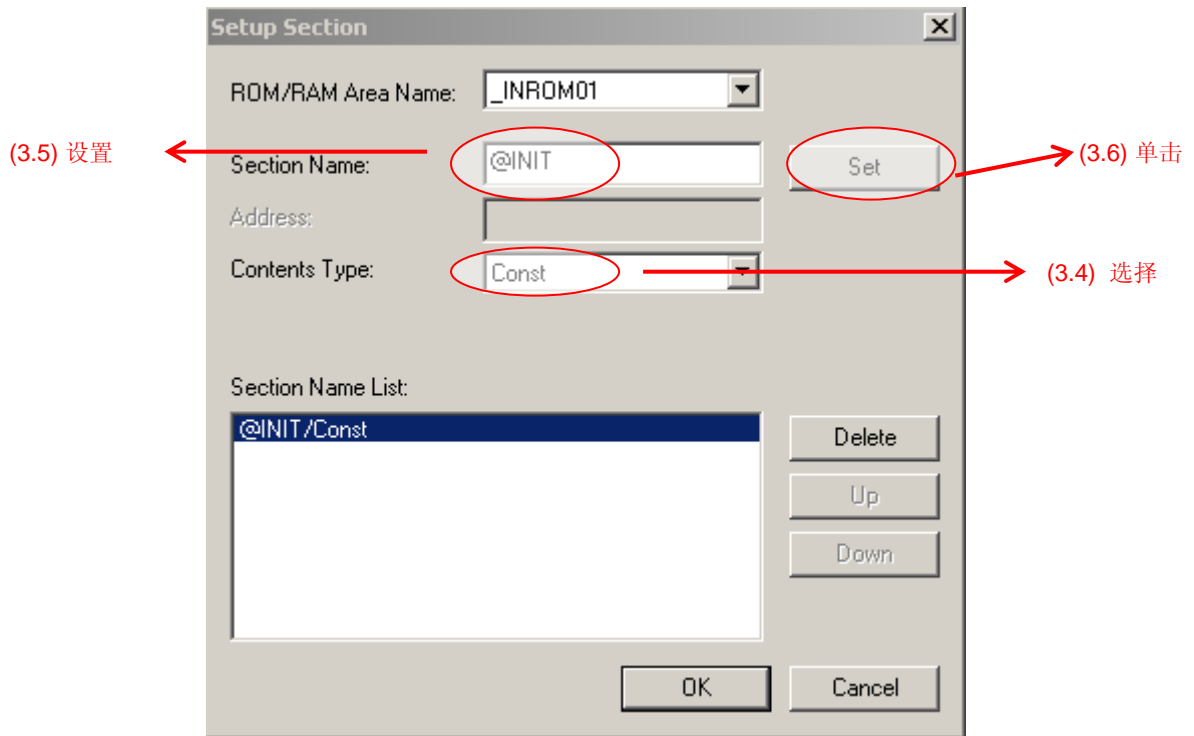 Setup Section
ROM/RAM Area Name: _INROM01
(3.5) 设置
Section Name: @INIT
Set
(3.6) 单击
Address:
Contents Type: Const
(3.4) 选择
Section Name List:
@INIT/Const
Delete
Up
Down
OK
Cancel